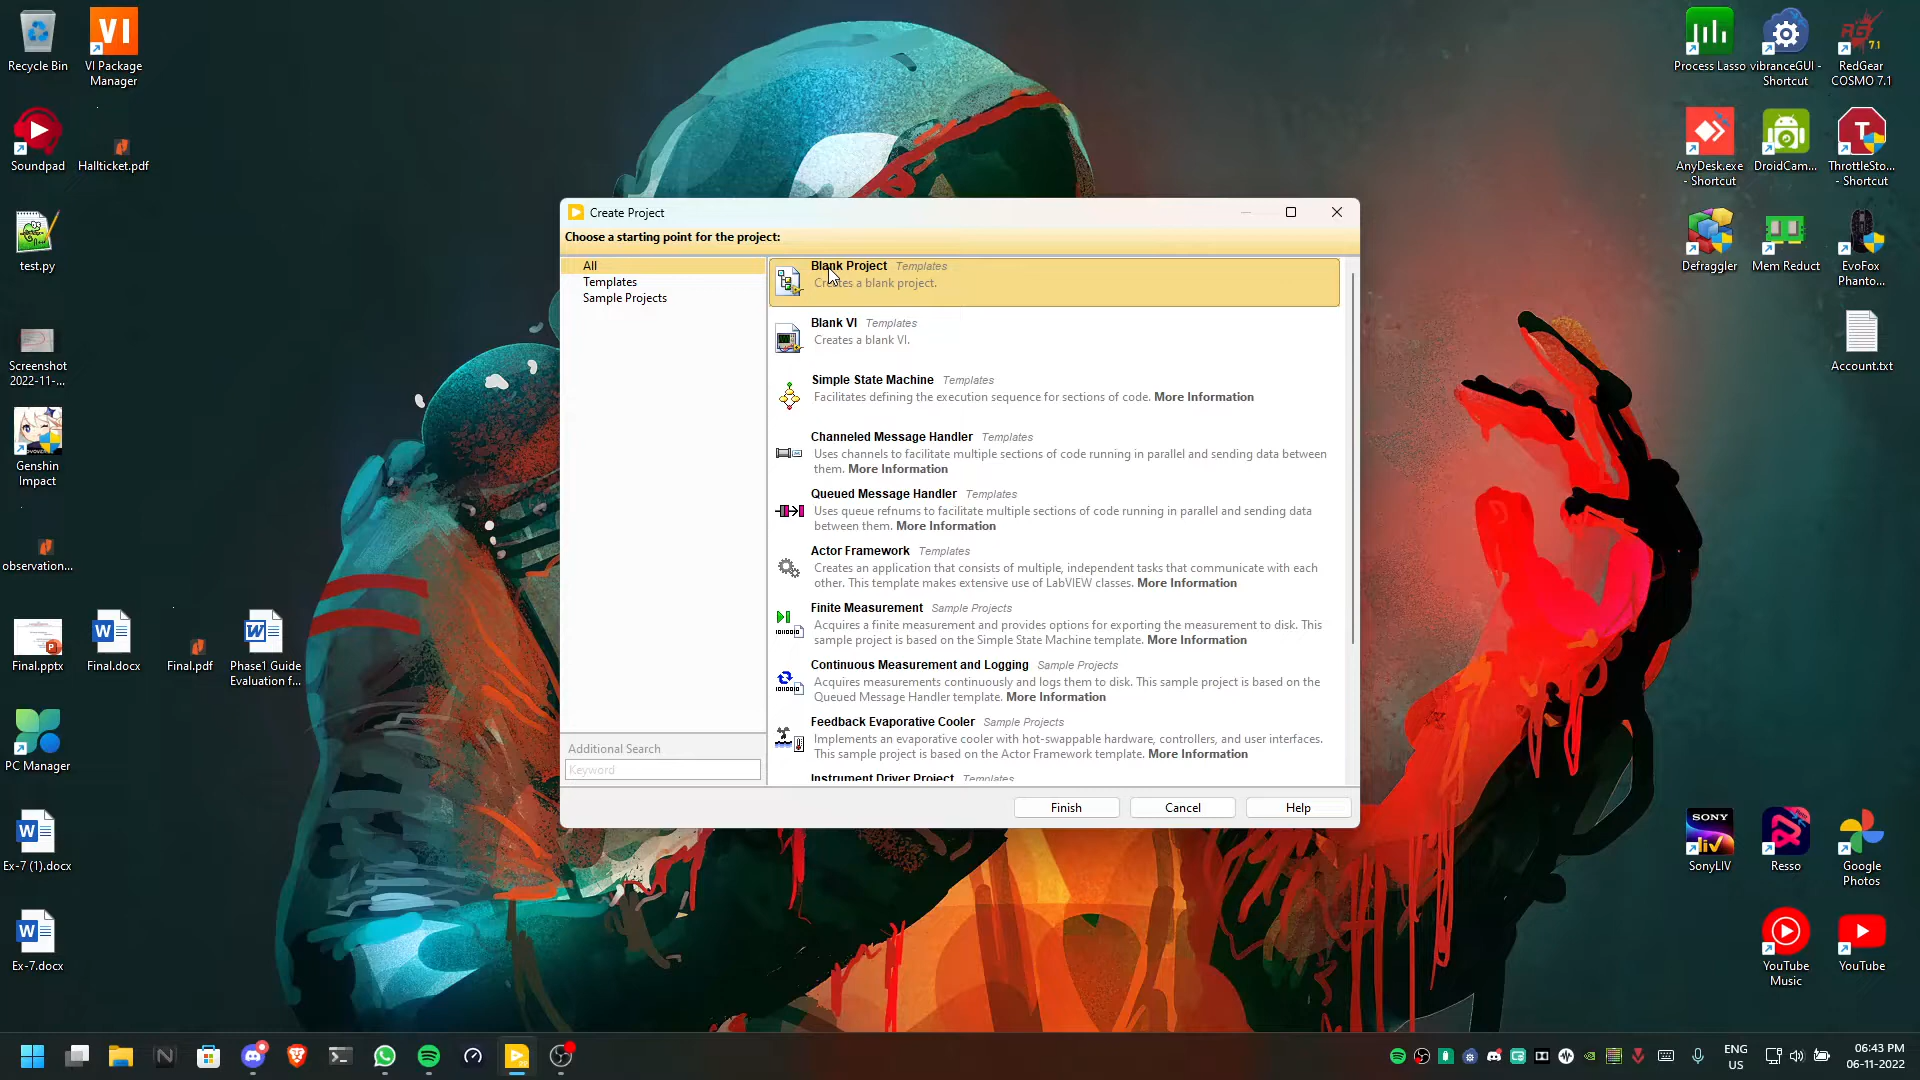 Recycle Bin
VI
VI Package
Manager
Soundpad
Hallticket.pdf
test.py
Screenshot
2022-11-...
Genshin
Impact
observation...
Final.pptx
Final.docx
Final.pdf
Phase1 Guide
Evaluation f...
PC Manager
Ex-7 (1).docx
Ex-7.docx
Create Project
Choose a starting point for the project:
All
Templates
Sample Projects
Additional Search
Keyword
Blank Project Templates
Creates a blank project.
Blank VI Templates
Creates a blank VI.
Simple State Machine Templates
Facilitates defining the execution sequence for sections of code. More Information
Channeled Message Handler Templates
Uses channels to facilitate multiple sections of code running in parallel and sending data between
them. More Information
Queued Message Handler Templates
Uses queue refnums to facilitate multiple sections of code running in parallel and sending data
between them. More Information
Actor Framework Templates
Creates an application that consists of multiple, independent tasks that communicate with each
other. This template makes extensive use of LabVIEW classes. More Information
Finite Measurement Sample Projects
Acquires a finite measurement and provides options for exporting the measurement to disk. This
sample project is based on the Simple State Machine template. More Information
Continuous Measurement and Logging Sample Projects
Acquires measurements continuously and logs them to disk. This sample project is based on the
Queued Message Handler template. More Information
Feedback Evaporative Cooler Sample Projects
Implements an evaporative cooler with hot-swappable hardware, controllers, and user interfaces.
This sample project is based on the Actor Framework template. More Information
Instrument Driver Project Templates
Finish
Cancel
Help
Process Lasso
vibranceGUI -
Shortcut
RedGear
COSMO 7.1
AnyDesk.exe
- Shortcut
DroidCam...
ThrottleSto...
- Shortcut
Defraggler
Mem Reduct
EvoFox
Phanto...
Account.txt
SONY
liv
SonyLIV
Resso
Google
Photos
YouTube
Music
YouTube
ENG
US
06:43 PM
06-11-2022